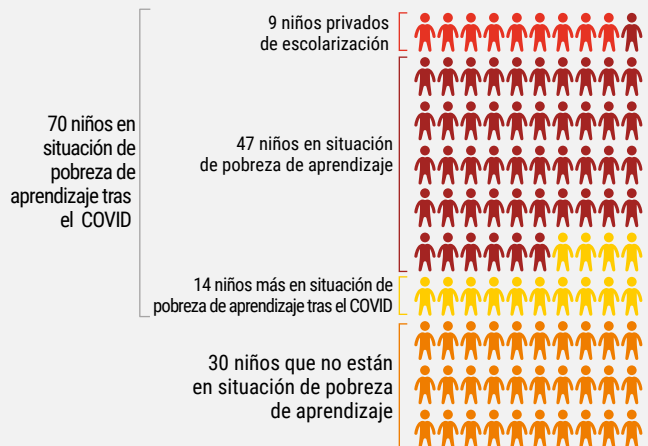 9 niños privados
de escolarización
70 niños en
situación de
pobreza de
aprendizaje tras
el COVID
47 niños en situación
de pobreza de aprendizaje
14 niños más en situación de
pobreza de aprendizaje tras el COVID
30 niños que no están
en situación de pobreza
de aprendizaje